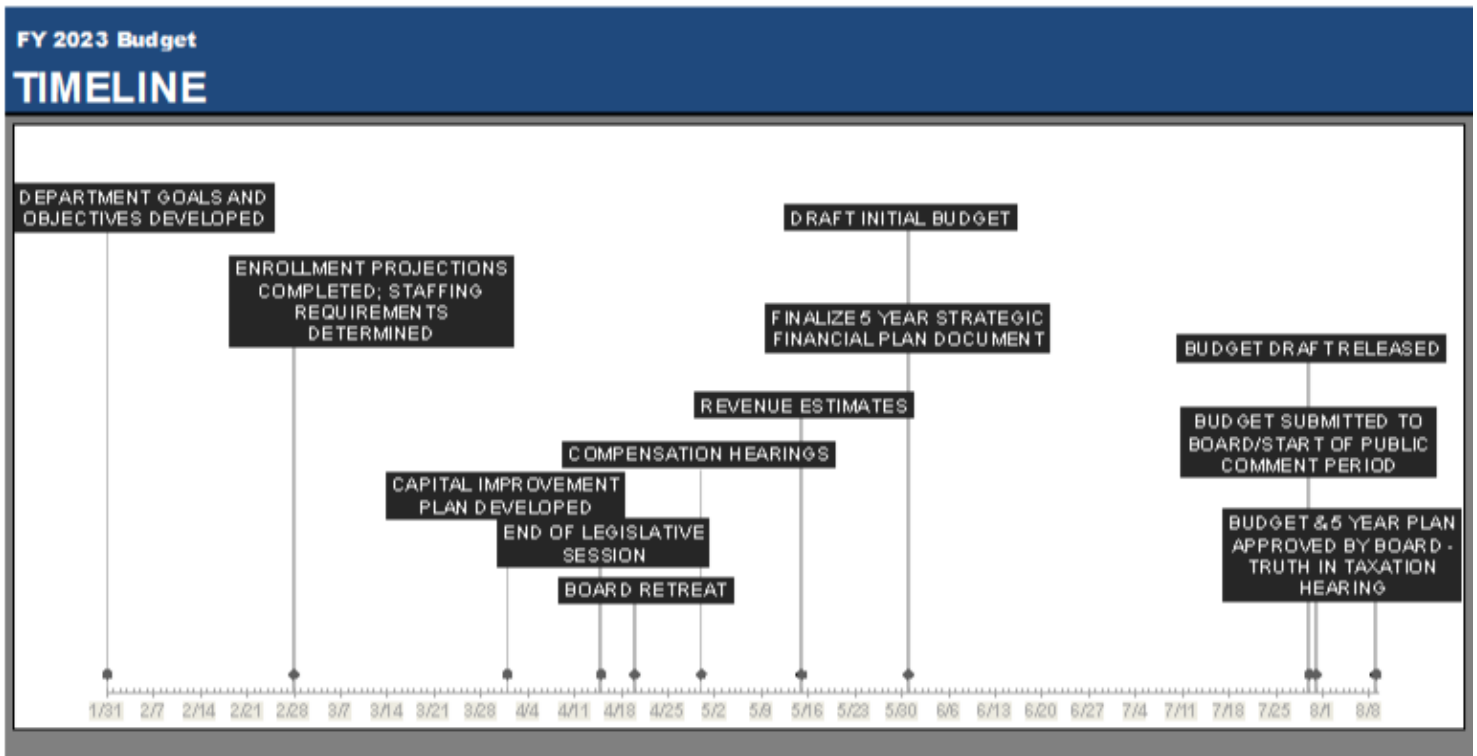 FY 2023 Budget
TIMELINE
DEPARTMENT GOALS AND
OBJECTIVES DEVELOPED
DRAFT INITIAL BUDGET
ENROLLMENT PROJECTIONS
COMPLETED; STAFFING
REQUIREMENTS
DETERMINED
FINALIZE 5 YEAR STRATEGIC
FINANCIAL PLAN DOCUMENT
BUDGET DRAFT RELEASED
REVENUE ESTIMATES
BUDGET SUBMITTED TO
BOARD/START OF PUBLIC
COMMENT PERIOD
COMPENSATION HEARINGS
CAPITAL IMPROVEMENT
PLAN DEVELOPED
END OF LEGISLATIVE
SESSION
BUDGET & 5 YEAR PLAN
APPROVED BY BOARD -
TRUTH IN TAXATION
HEARING
BOARD RETREAT
1/31 2/7 2/14 2/21 2/28 3/7 3/14 3/21 3/28 4/4 4/11 4/18 4/25 5/2 5/9 5/16 5/23 5/30 6/6 6/13 6/20 6/27 7/4 7/11 7/18 7/25 8/1 8/8